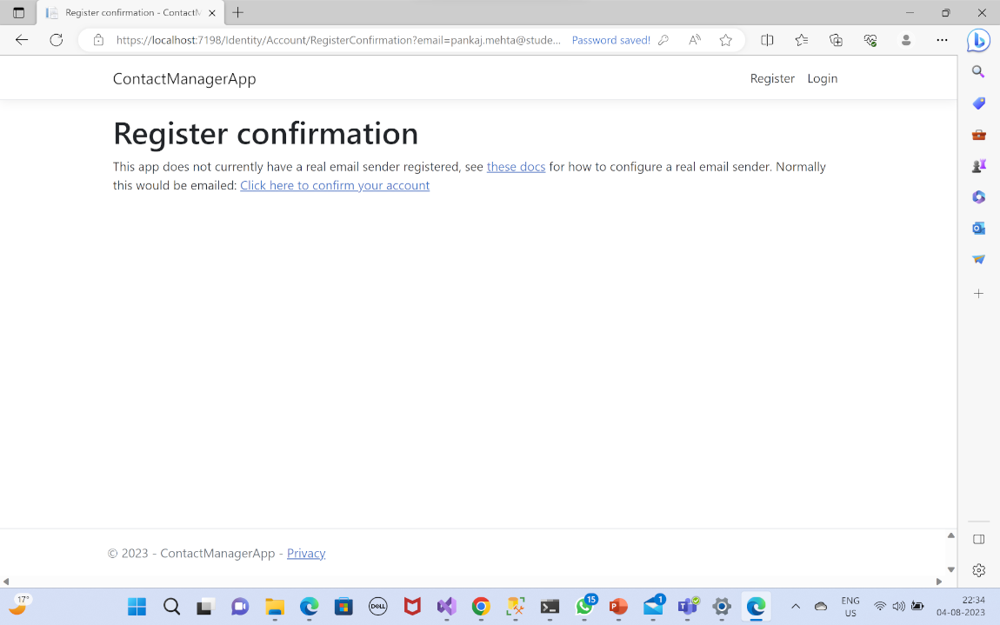 Register confirmation - ContactM
https://localhost:7198/Identity/Account/RegisterConfirmation?email=pankaj.mehta@stude...
Password saved!
ContactManagerApp
Register
Login
Register confirmation
This app does not currently have a real email sender registered, see these docs for how to configure a real email sender. Normally
this would be emailed: Click here to confirm your account
© 2023 - ContactManagerApp - Privacy
17°
DELL
15
1
ENG
US
22:34
04-08-2023